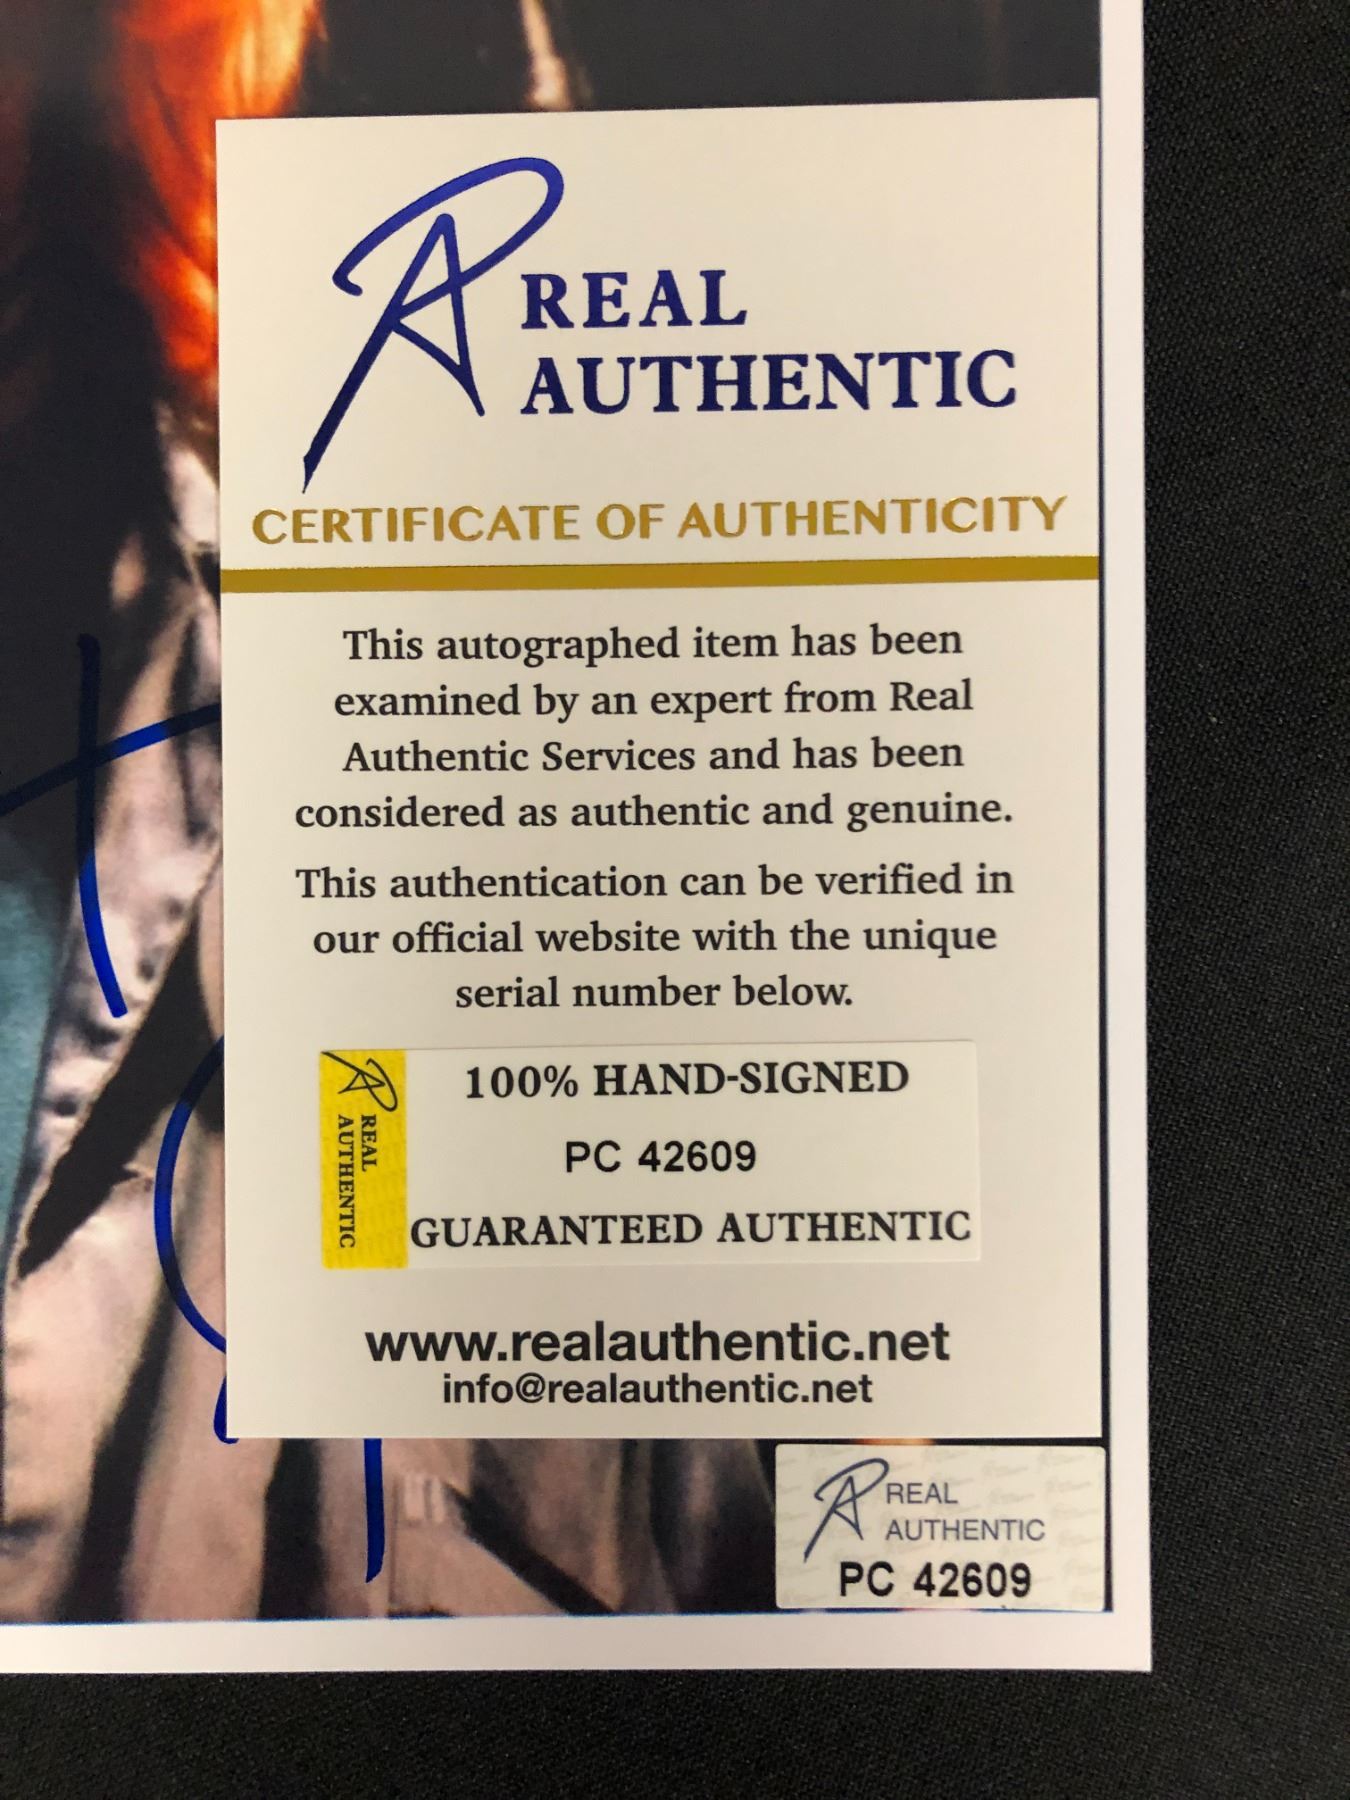 REAL
AUTHENTIC
CERTIFICATE OF AUTHENTICITY
This autographed item has been
examined by an expert from Real
Authentic Services and has been
considered as authentic and genuine.
This authentication can be verified in
our official website with the unique
serial number below.
REAL
AUTHENTIC
100% HAND-SIGNED
PC 42609
GUARANTEED AUTHENTIC
www.realauthentic.net
info@realauthentic.net
REAL
AUTHENTIC
PC 42609